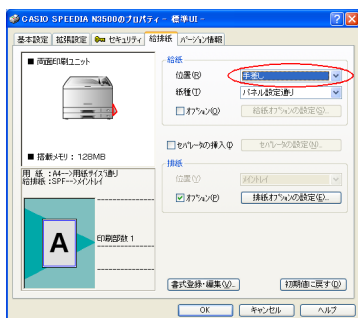 CASIO SPEEDIA N3500のプロパティ - 標準UI -
基本設定 拡張設定 セキュリティ 給排紙 バージョン情報
■ 両面印刷ユニット
■ 搭載メモリ : 128MB
用 紙 : A4-->用紙サイズ通り
給排紙 : SPF-->メイントレイ
A
印刷部数 1
給紙
位置(R) 手差し
紙種(T) パネル設定通り
オプション(Q) 給紙オプションの設定(G)...
セパレータの挿入(I) セパレータの設定(N)...
排紙
位置(Y) メイントレイ
オプション(P) 排紙オプションの設定(E)...
書式登録・編集(V)... 初期値に戻す(D)
OK キャンセル ヘルプ